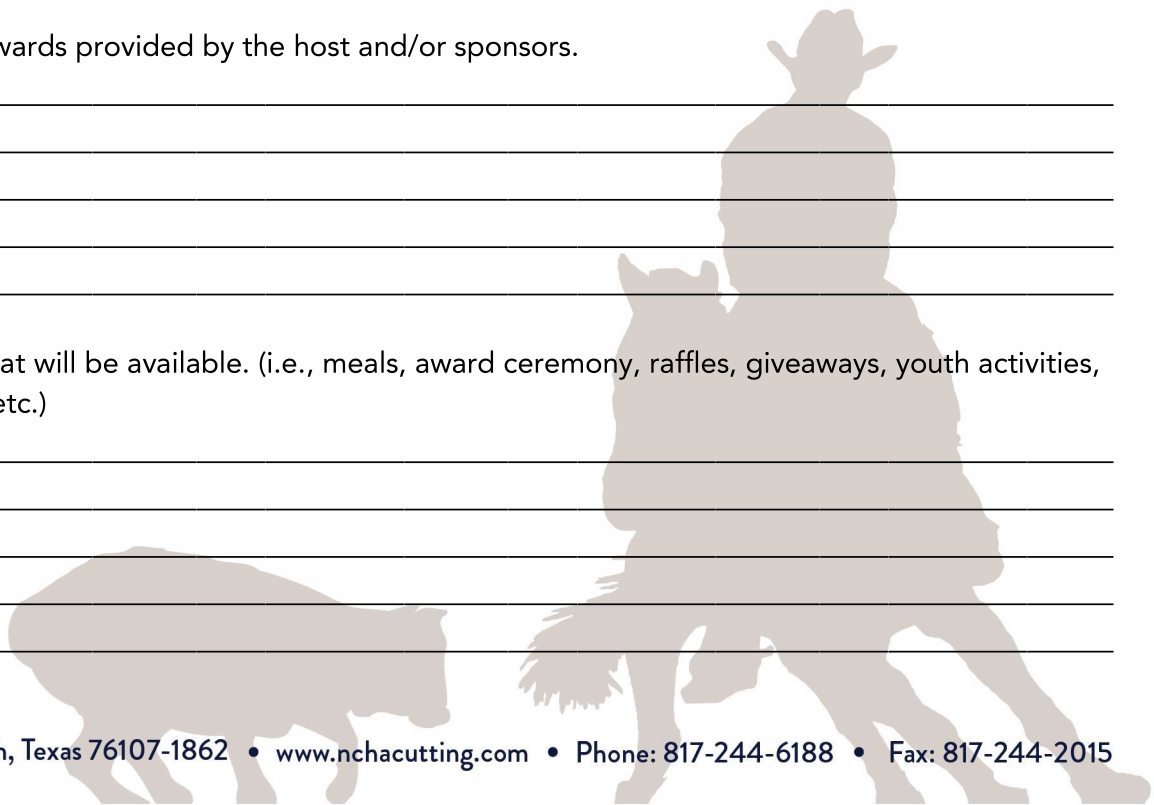 wards provided by the host and/or sponsors.
at will be available. (i.e., meals, award ceremony, raffles, giveaways, youth activities,
etc.)
, Texas 76107-1862 • www.nchacutting.com • Phone: 817-244-6188 • Fax: 817-244-2015